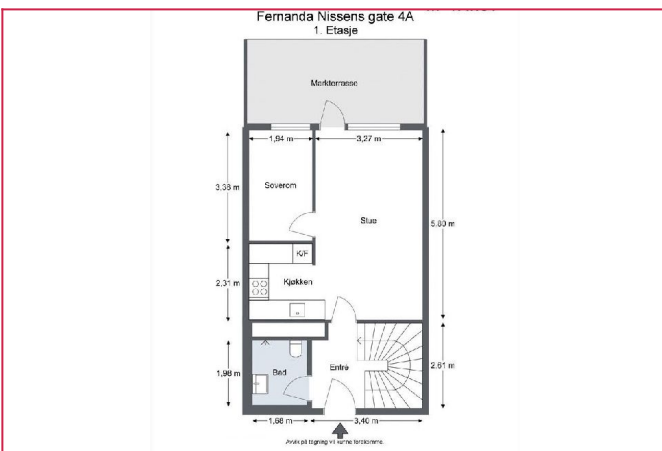 Fernanda Nissens gate 4A
1. Etasje
Markterrasse
1,94 m
3,27 m
3,38 m
Soverom
Stue
5,80 m
K/F
2,31 m
Kjøkken
Bad
Entré
1,98 m
2,61 m
1,68 m
3,40 m
Avvik på tegning vil kunne forekomme.